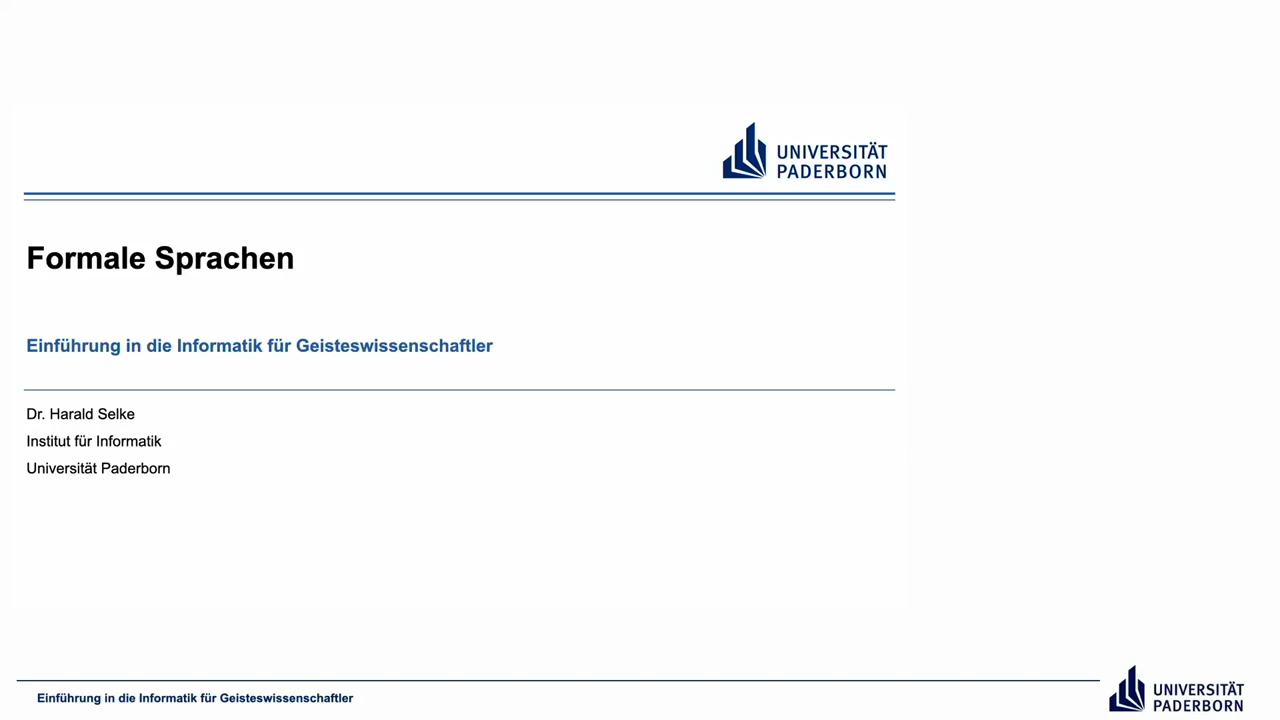 UNIVERSITÄT
PADERBORN
Formale Sprachen
Einführung in die Informatik für Geisteswissenschaftler
Dr. Harald Selke
Institut für Informatik
Universität Paderborn
Einführung in die Informatik für Geisteswissenschaftler
UNIVERSITÄT
PADERBORN